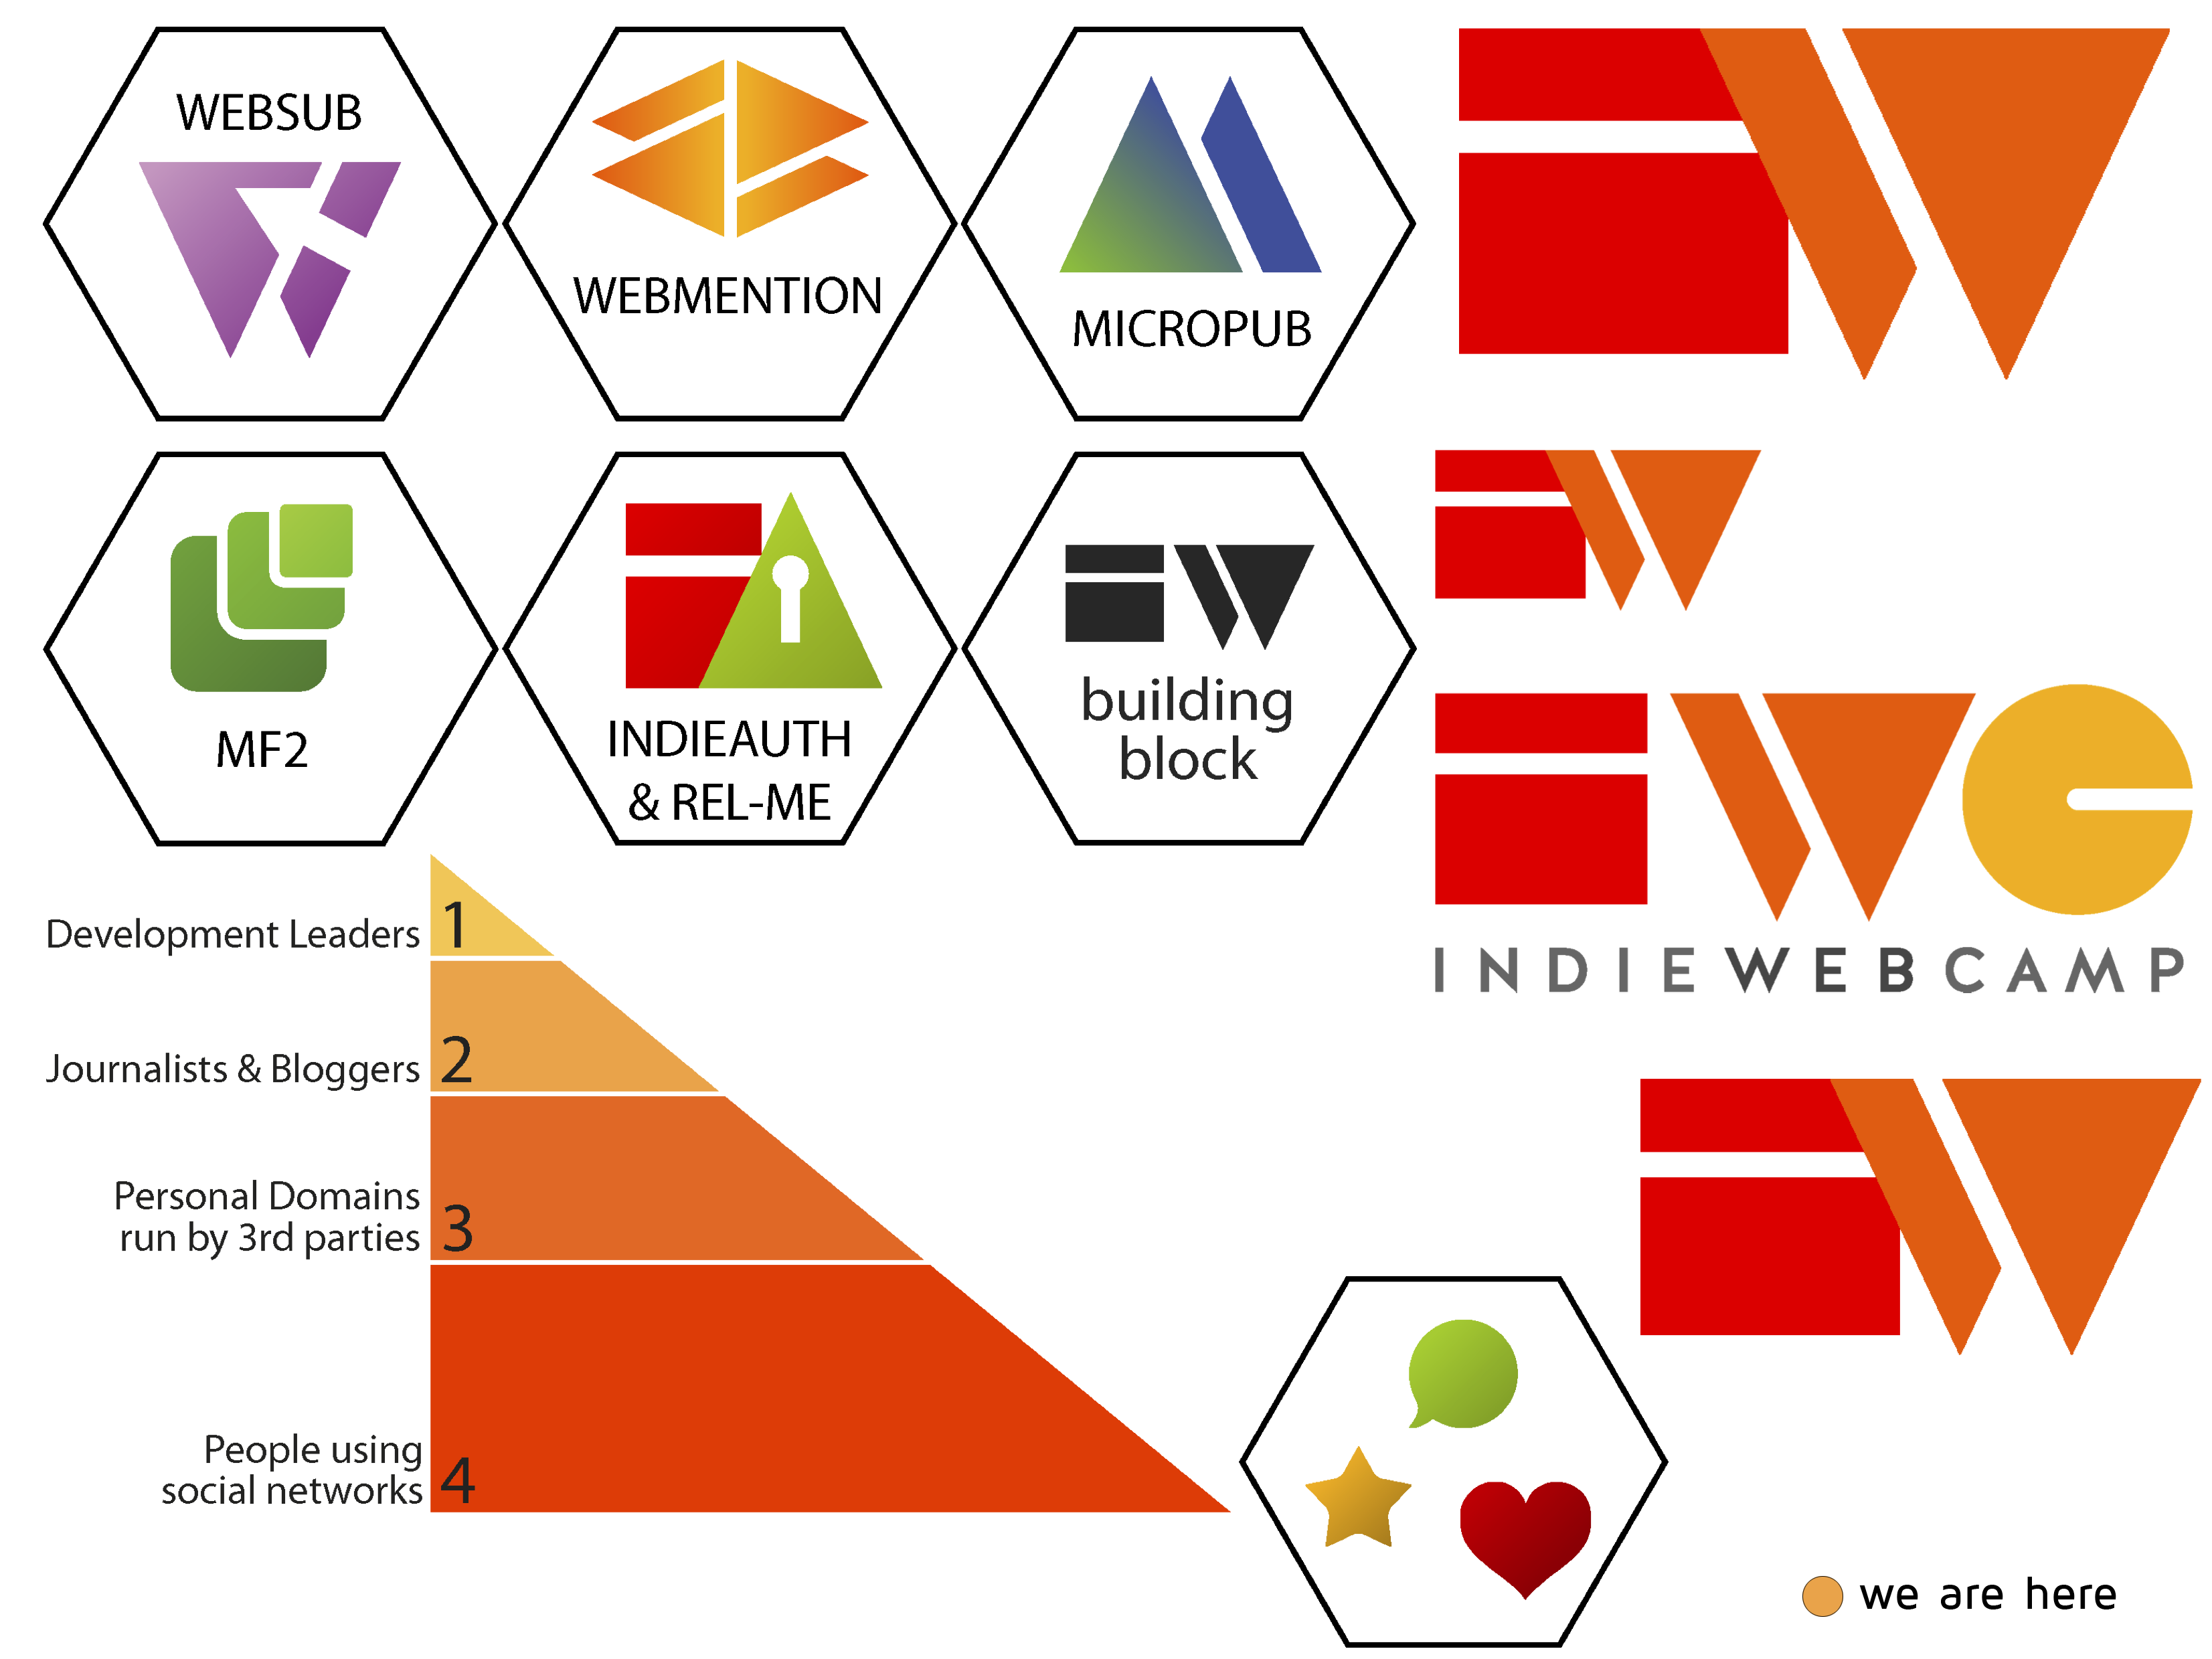 WEBSUB
WEBMENTION
MICROPUB
MF2
INDIEAUTH
& REL-ME
building
block
INDIEWEBCAMP
Development Leaders 1
Journalists & Bloggers 2
Personal Domains
run by 3rd parties 3
People using
social networks 4
we are here